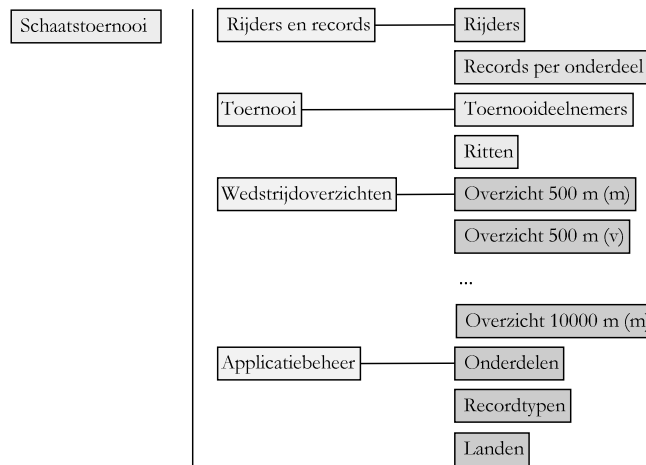 Schaatstoernooi
Rijders en records
Rijders
Records per onderdeel
Toernooi
Toernooideelnemers
Ritten
Wedstrijdoverzichten
Overzicht 500 m (m)
Overzicht 500 m (v)
...
Overzicht 10000 m (m)
Applicatiebeheer
Onderdelen
Recordtypen
Landen